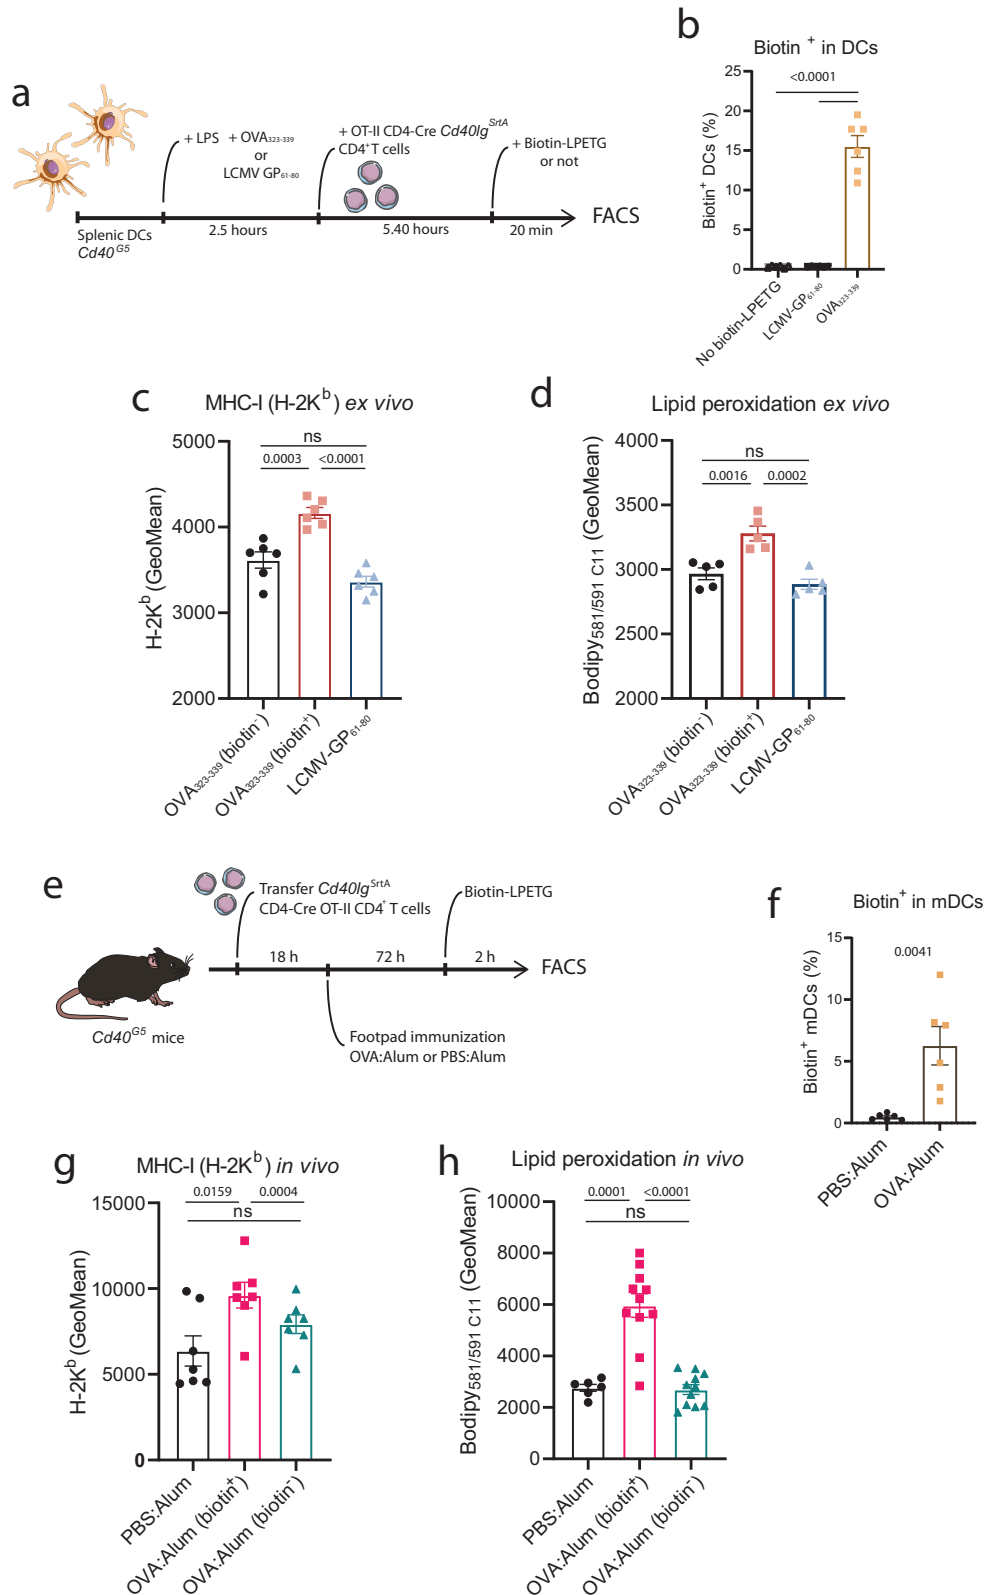 a
+ LPS
+ OVA323-339
or
LCMV GP61-80
+ OT-II CD4-Cre Cd40lgSrtA
CD4+T cells
+ Biotin-LPETG
or not
FACS
Splenic DCs
Cd40G5
2.5 hours
5.40 hours
20 min
b
Biotin + in DCs
<0.0001
Biotin+ DCs (%)
25
20
15
10
5
0
No biotin-LPETG
LCMV-GP61-80
OVA323-339
c
MHC-I (H-2Kb) ex vivo
ns
0.0003
<0.0001
H-2Kb (GeoMean)
5000
4000
3000
2000
OVA323-339 (biotin-)
OVA323-339 (biotin+)
LCMV-GP61-80
d
Lipid peroxidation ex vivo
ns
0.0016
0.0002
Bodipy581/591 C11 (GeoMean)
4000
3500
3000
2500
2000
OVA323-339 (biotin-)
OVA323-339 (biotin+)
LCMV-GP61-80
e
Transfer Cd40lgSrtA
CD4-Cre OT-II CD4+ T cells
Biotin-LPETG
18 h
72 h
2 h
FACS
Cd40G5 mice
Footpad immunization
OVA:Alum or PBS:Alum
f
Biotin+ in mDCs
0.0041
Biotin+ mDCs (%)
15
10
5
0
PBS:Alum
OVA:Alum
g
MHC-I (H-2Kb) in vivo
0.0159
0.0004
ns
H-2Kb (GeoMean)
15000
10000
5000
0
PBS:Alum
OVA:Alum (biotin+)
OVA:Alum (biotin-)
h
Lipid peroxidation in vivo
0.0001
<0.0001
ns
Bodipy581/591 C11 (GeoMean)
10000
8000
6000
4000
2000
0
PBS:Alum
OVA:Alum (biotin+)
OVA:Alum (biotin-)